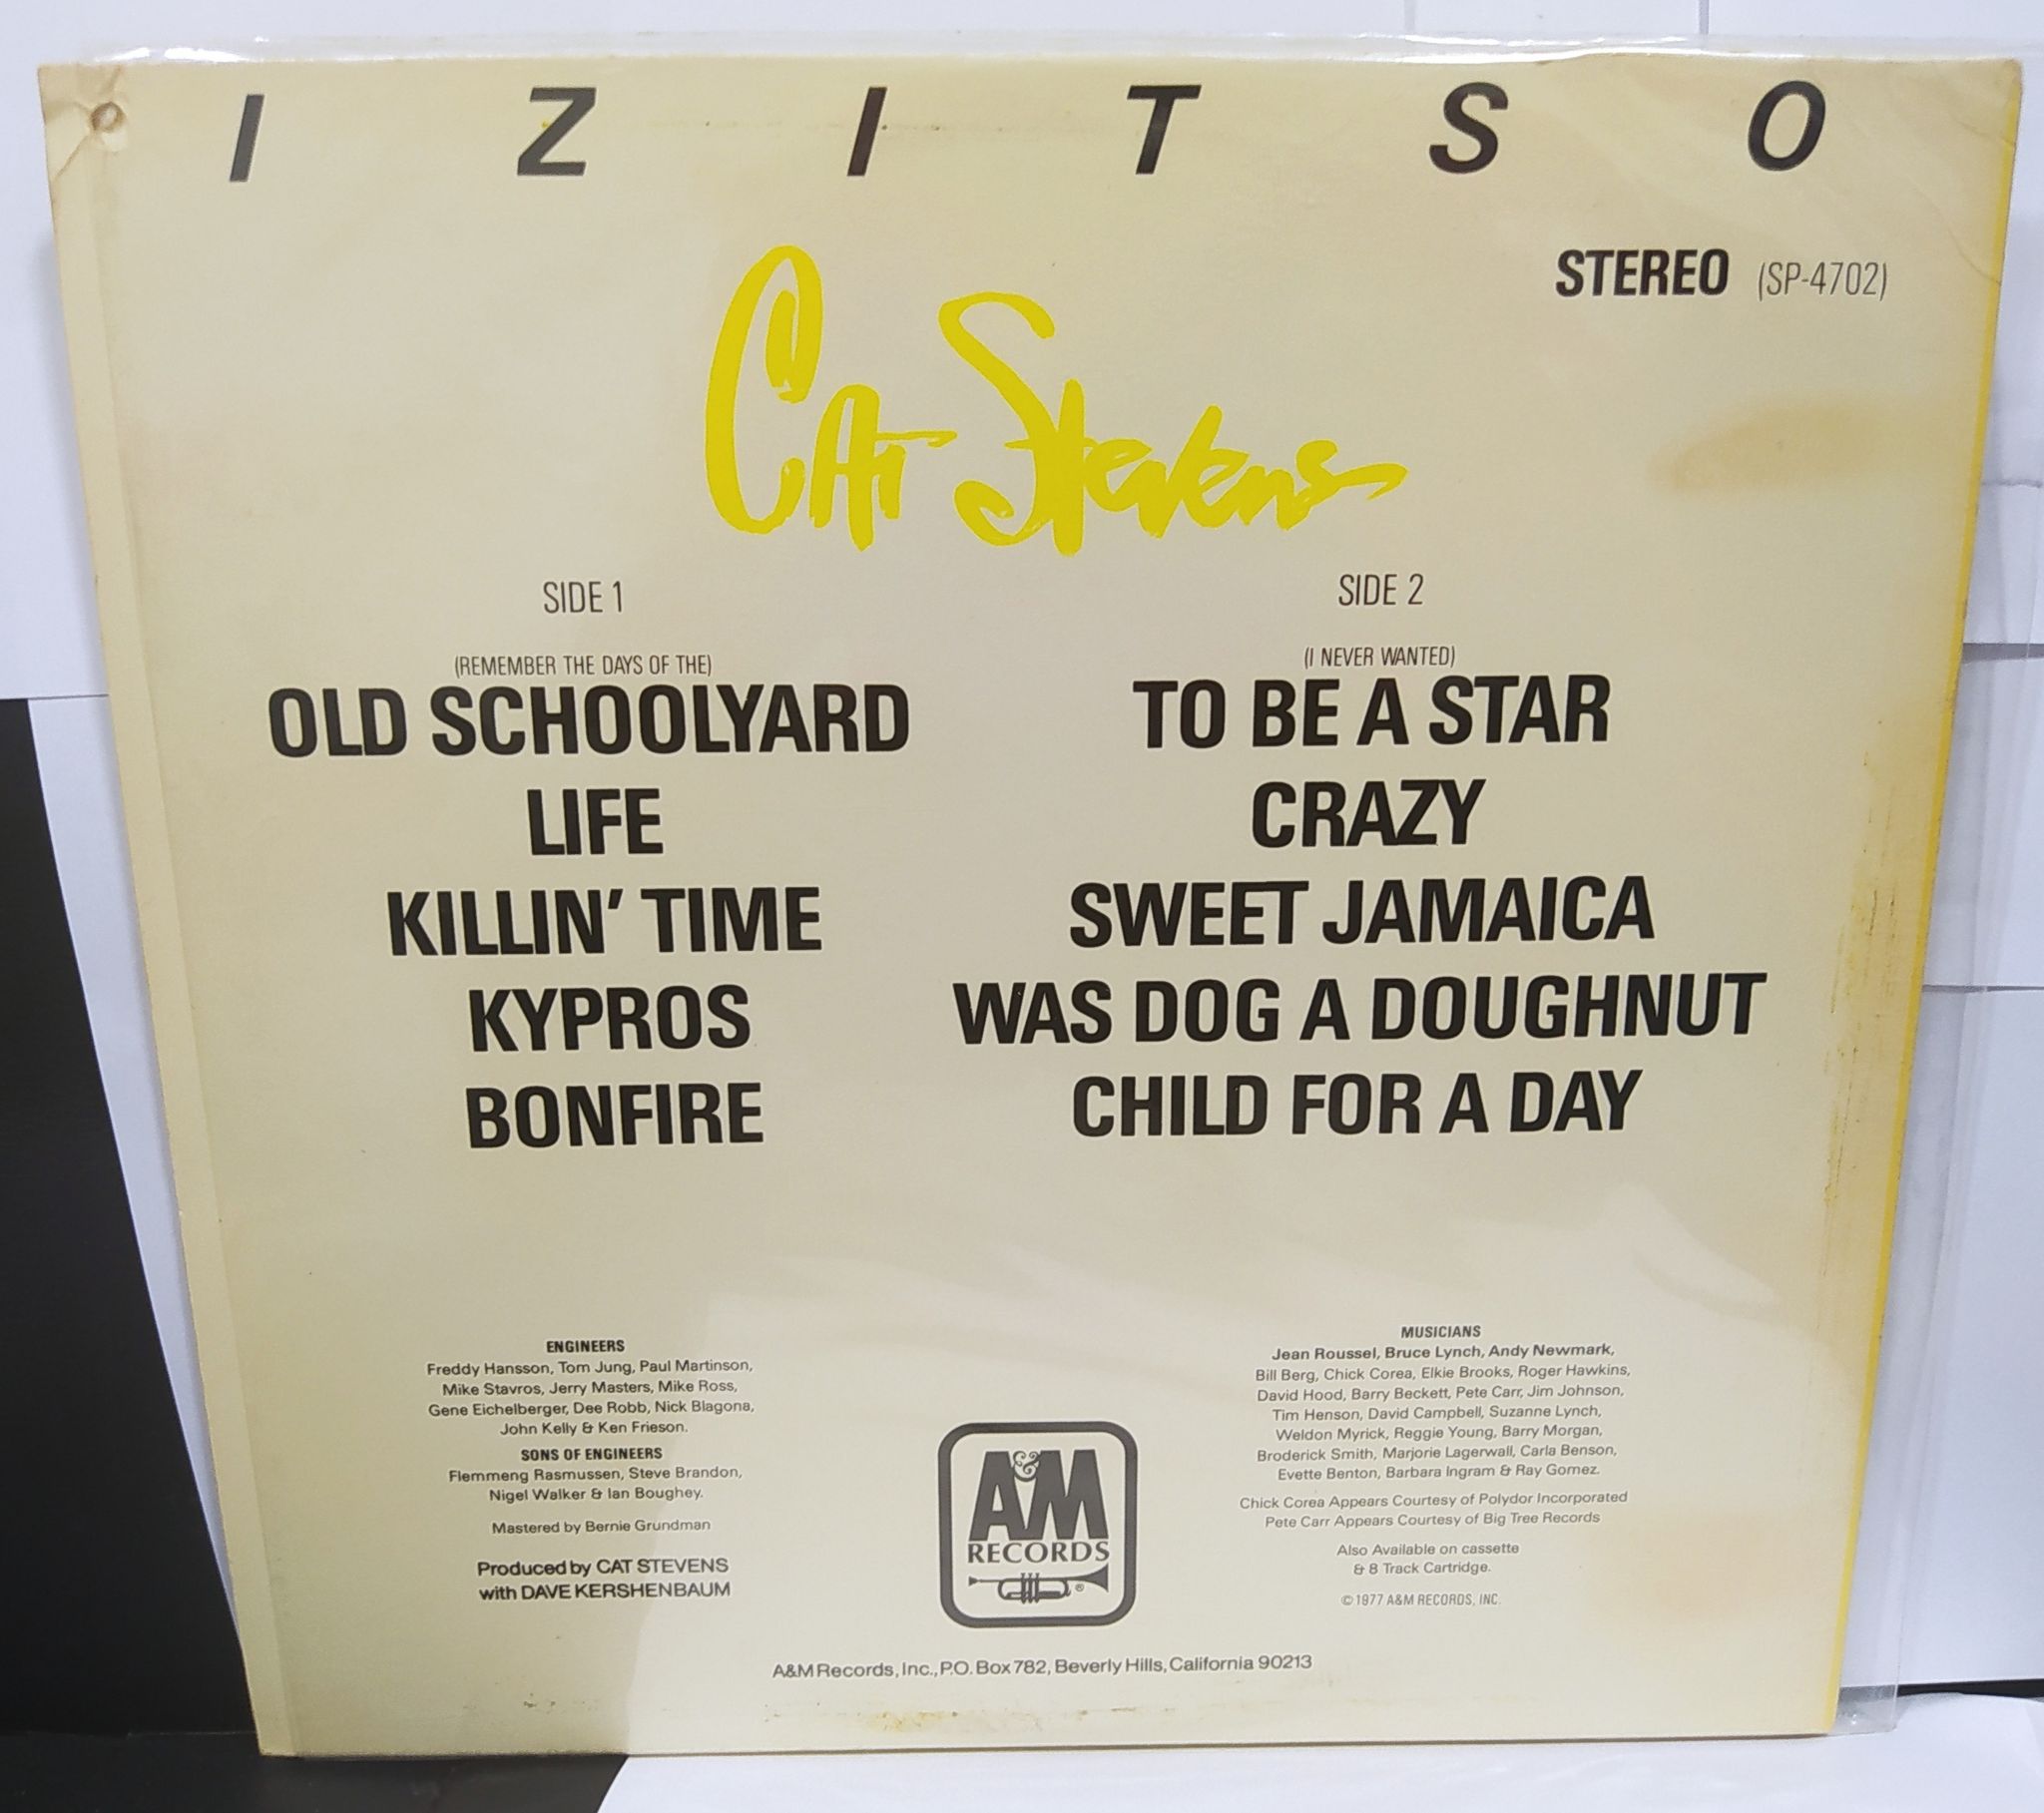 IZITSO
STEREO (SP-4702)
CAT Stevens
SIDE 1
(REMEMBER THE DAYS OF THE)
OLD SCHOOLYARD
LIFE
KILLIN' TIME
KYPROS
BONFIRE
SIDE 2
(I NEVER WANTED)
TO BE A STAR
CRAZY
SWEET JAMAICA
WAS DOG A DOUGHNUT
CHILD FOR A DAY
ENGINEERS
Freddy Hansson, Tom Jung, Paul Martinson,
Mike Stavros, Jerry Masters, Mike Ross,
Gene Eichelberger, Dee Robb, Nick Blagona,
John Kelly & Ken Frieson.
SONS OF ENGINEERS
Flemmeng Rasmussen, Steve Brandon,
Nigel Walker & Ian Boughey.
Mastered by Bernie Grundman
Produced by CAT STEVENS
with DAVE KERSHENBAUM
A&M
RECORDS
®
MUSICIANS
Jean Roussel, Bruce Lynch, Andy Newmark,
Bill Berg, Chick Corea, Elkie Brooks, Roger Hawkins,
David Hood, Barry Beckett, Pete Carr, Jim Johnson,
Tim Henson, David Campbell, Suzanne Lynch,
Weldon Myrick, Reggie Young, Barry Morgan,
Broderick Smith, Marjorie Lagerwall, Carla Benson,
Evette Benton, Barbara Ingram & Ray Gomez.
Chick Corea Appears Courtesy of Polydor Incorporated
Pete Carr Appears Courtesy of Big Tree Records
Also Available on cassette
& 8 Track Cartridge.
© 1977 A&M RECORDS, INC.
A&M Records, Inc., P.O. Box 782, Beverly Hills, California 90213